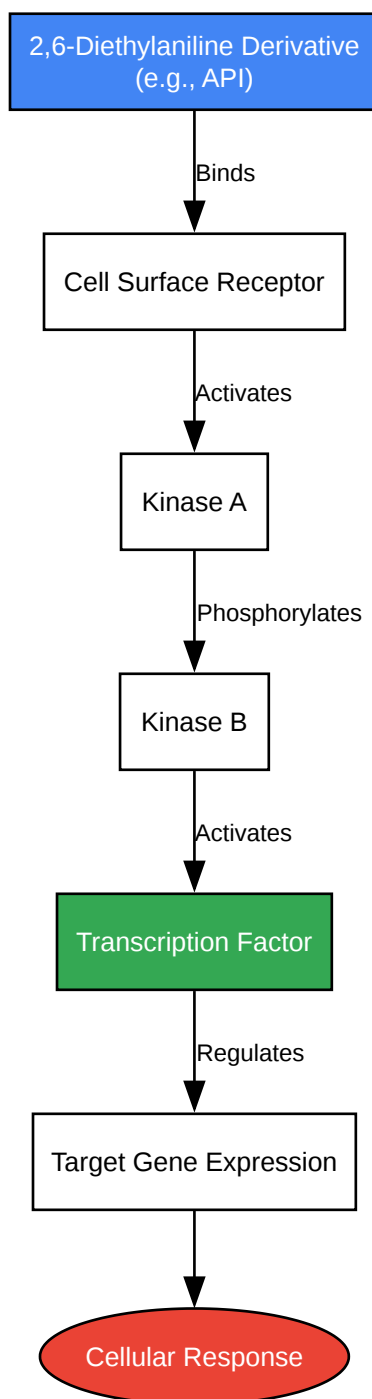 2,6-Diethylaniline Derivative
(e.g., API)
Binds
Cell Surface Receptor
Activates
Kinase A
Phosphorylates
Kinase B
Activates
Transcription Factor
Regulates
Target Gene Expression
Cellular Response